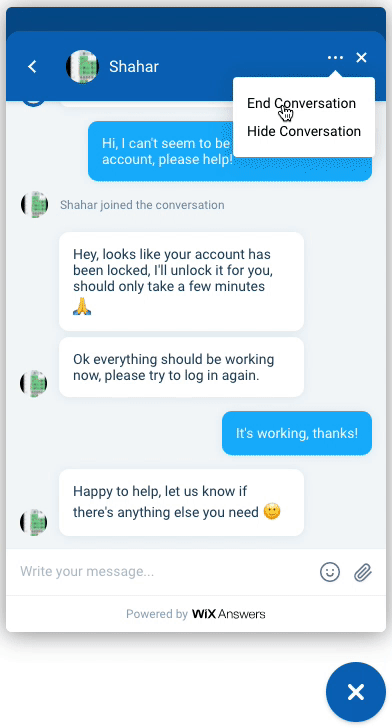 Shahar
End Conversation
Hide Conversation
Hi, I can't seem to be
account, please help!
Shahar joined the conversation
Hey, looks like your account has
been locked, I'll unlock it for you,
should only take a few minutes
🙏
Ok everything should be working
now, please try to log in again.
It's working, thanks!
Happy to help, let us know if
there's anything else you need 🙂
Write your message...
Powered by WiX Answers